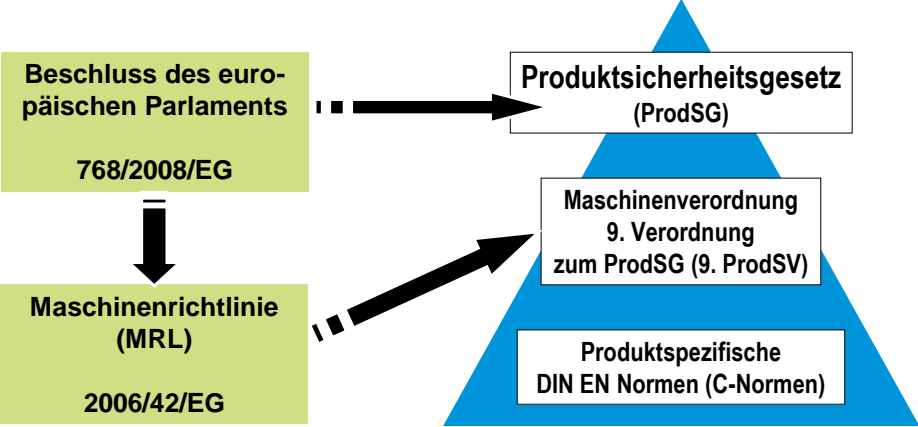 Beschluss des euro-
päischen Parlaments
768/2008/EG
Maschinenrichtlinie
(MRL)
2006/42/EG
Produktsicherheitsgesetz
(ProdSG)
Maschinenverordnung
9. Verordnung
zum ProdSG (9. ProdSV)
Produktspezifische
DIN EN Normen (C-Normen)